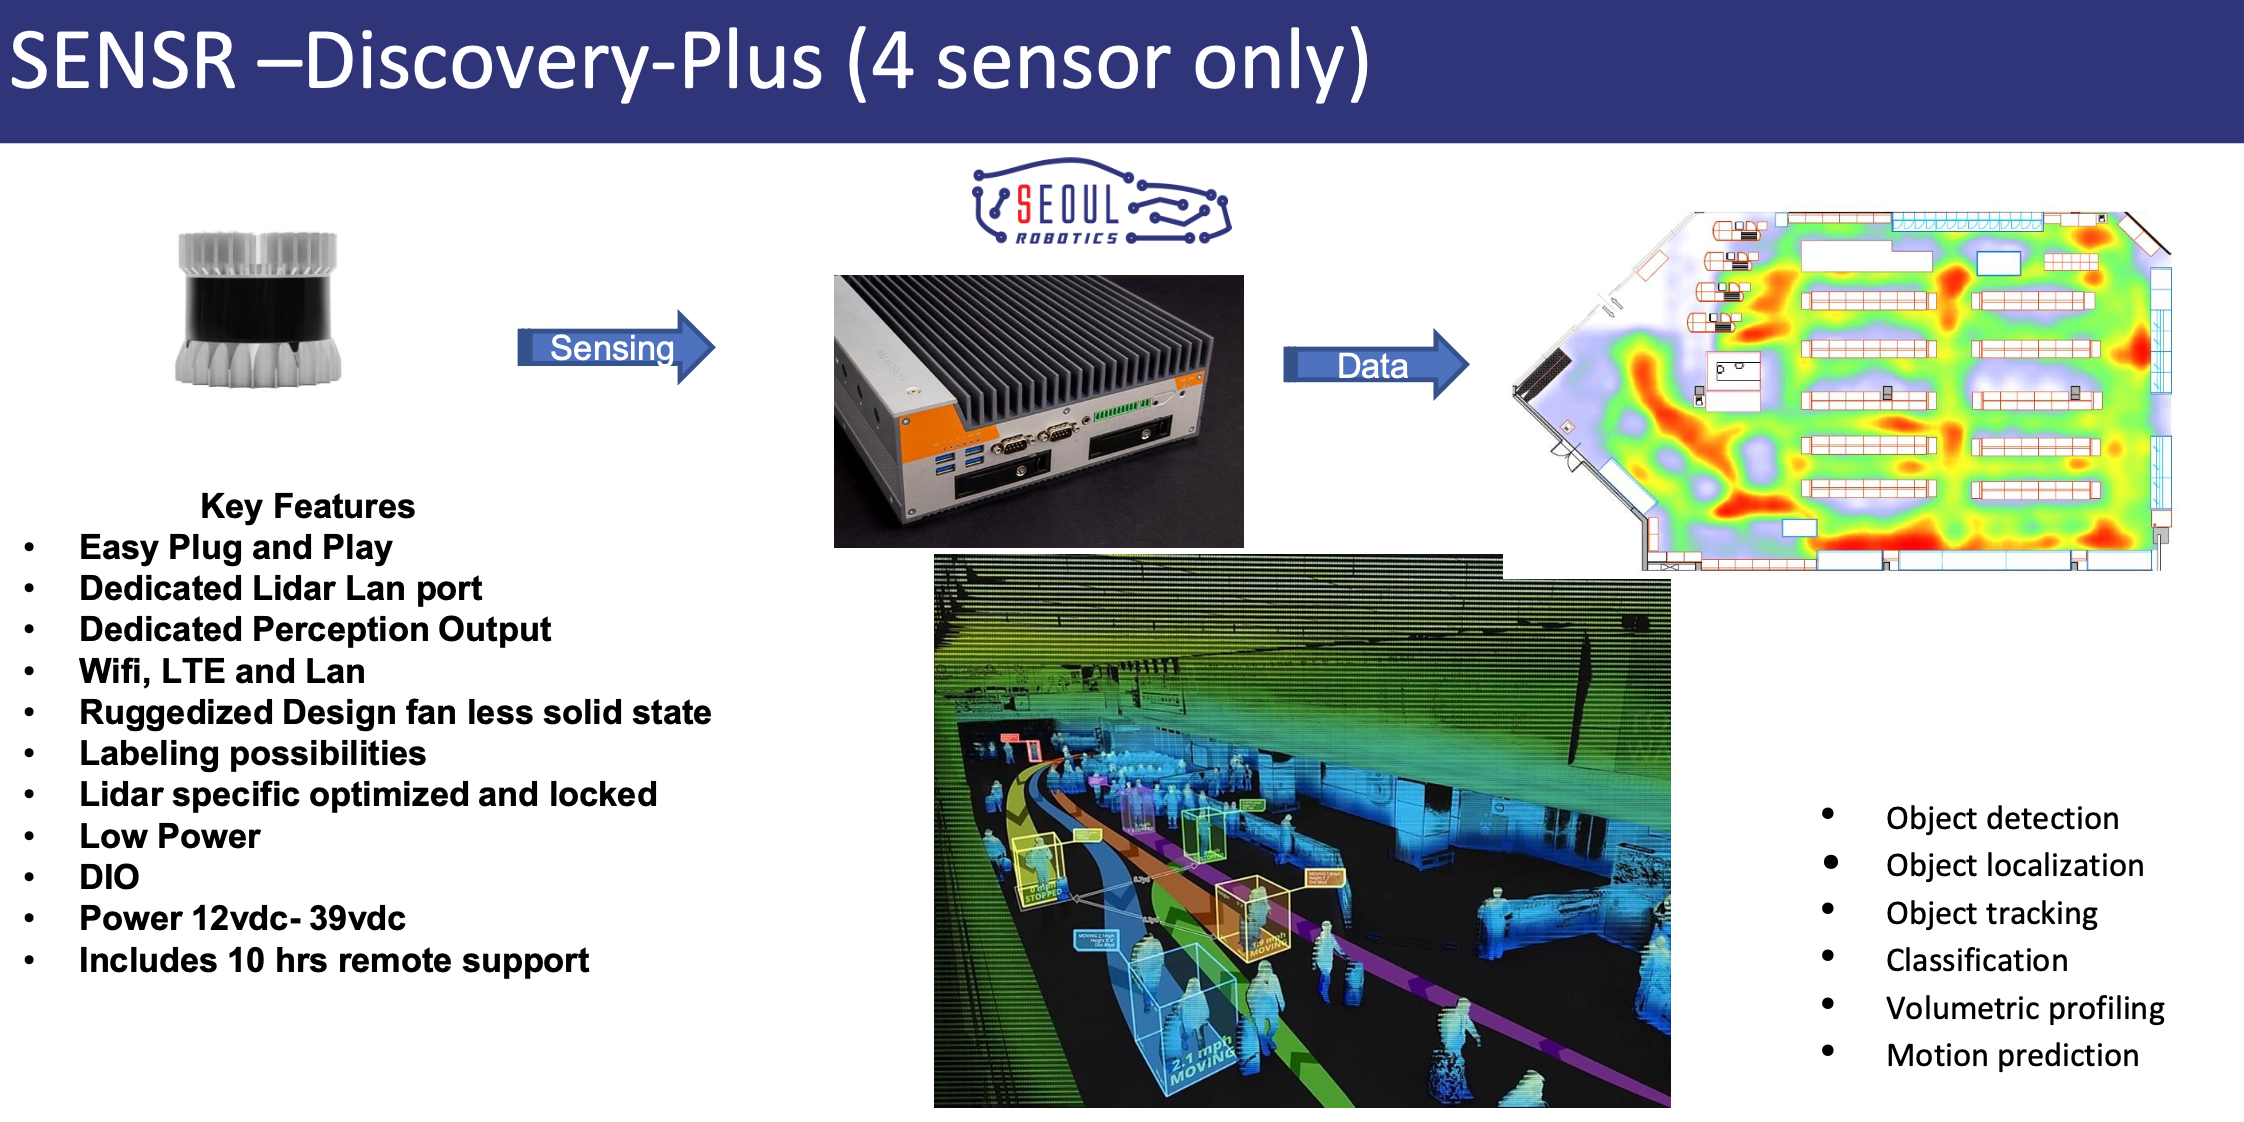 SENSR –Discovery-Plus (4 sensor only)
SEOUL
ROBOTICS
Sensing
Data
Key Features
• Easy Plug and Play
• Dedicated Lidar Lan port
• Dedicated Perception Output
• Wifi, LTE and Lan
• Ruggedized Design fan less solid state
• Labeling possibilities
• Lidar specific optimized and locked
• Low Power
• DIO
• Power 12vdc- 39vdc
• Includes 10 hrs remote support
0 mph
STOPPED
STOPPED
1.9 mph
MOVING
2.1 mph
MOVING
• Object detection
• Object localization
• Object tracking
• Classification
• Volumetric profiling
• Motion prediction